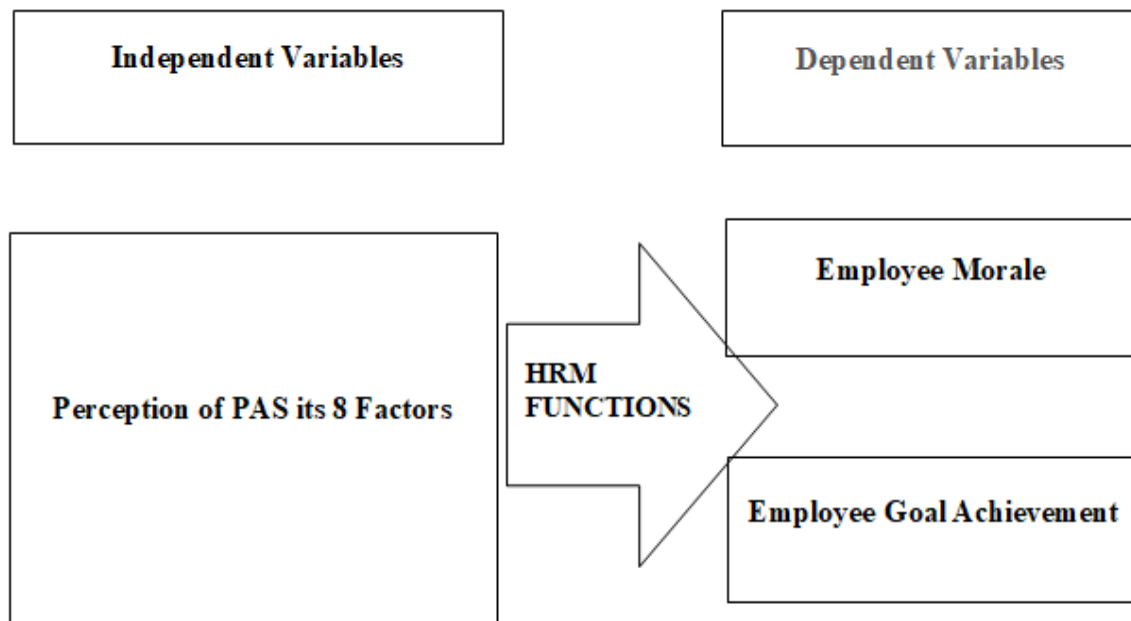 Independent Variables
Dependent Variables
Perception of PAS its 8 Factors
HRM
FUNCTIONS
Employee Morale
Employee Goal Achievement